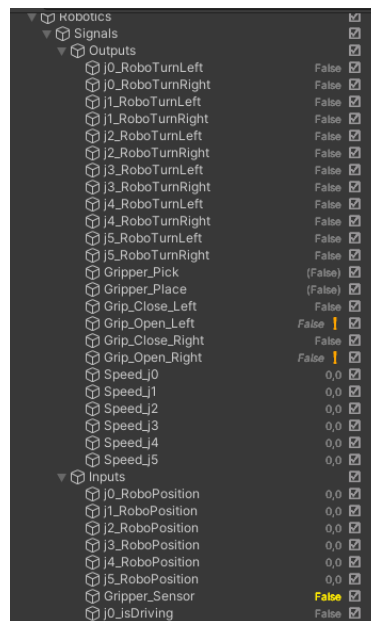 Robotics
Signals
Outputs
j0_RoboTurnLeft False
j0_RoboTurnRight False
j1_RoboTurnLeft False
j1_RoboTurnRight False
j2_RoboTurnLeft False
j2_RoboTurnRight False
j3_RoboTurnLeft False
j3_RoboTurnRight False
j4_RoboTurnLeft False
j4_RoboTurnRight False
j5_RoboTurnLeft False
j5_RoboTurnRight False
Gripper_Pick (False)
Gripper_Place (False)
Grip_Close_Left False
Grip_Open_Left False !
Grip_Close_Right False
Grip_Open_Right False !
Speed_j0 0,0
Speed_j1 0,0
Speed_j2 0,0
Speed_j3 0,0
Speed_j4 0,0
Speed_j5 0,0
Inputs
j0_RoboPosition 0,0
j1_RoboPosition 0,0
j2_RoboPosition 0,0
j3_RoboPosition 0,0
j4_RoboPosition 0,0
j5_RoboPosition 0,0
Gripper_Sensor False
j0_isDriving False